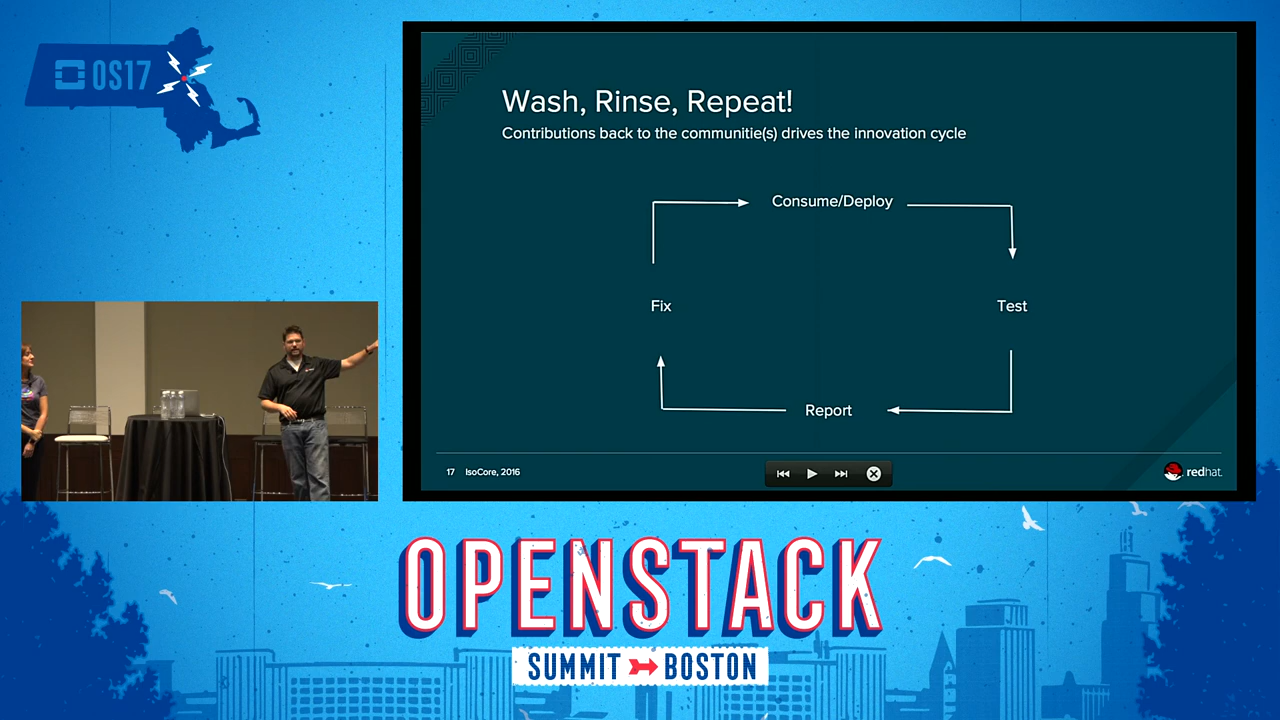 OS17
Wash, Rinse, Repeat!
Contributions back to the communitie(s) drives the innovation cycle
Consume/Deploy
Fix
Test
Report
17 IsoCore, 2016
redhat.
OPENSTACK
SUMMIT BOSTON